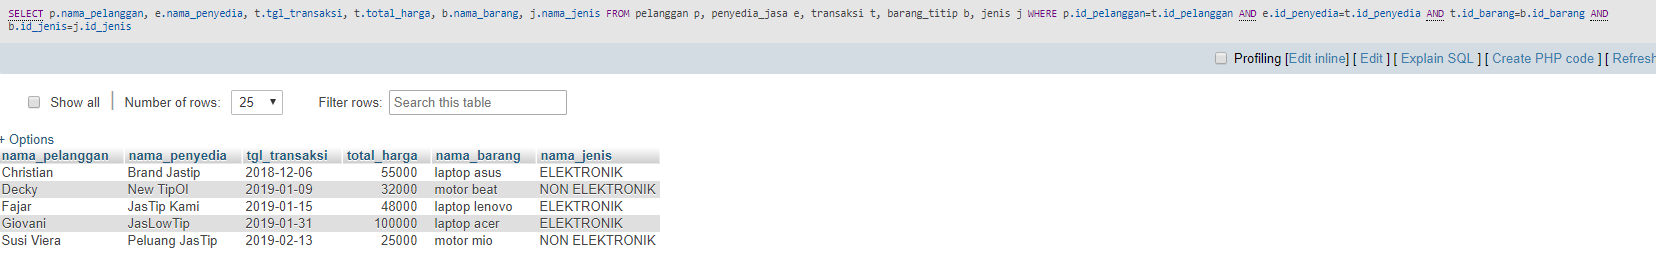 SELECT p.nama_pelanggan, e.nama_penyedia, t.tgl_transaksi, t.total_harga, b.nama_barang, j.nama_jenis FROM pelanggan p, penyedia_jasa e, transaksi t, barang_titip b, jenis j WHERE p.id_pelanggan=t.id_pelanggan AND e.id_penyedia=t.id_penyedia AND t.id_barang=b.id_barang AND
b.id_jenis=j.id_jenis
Profiling [Edit inline] [ Edit ] [ Explain SQL ] [ Create PHP code ] [ Refresh
Show all | Number of rows: 25 Filter rows: Search this table
+ Options
nama_pelanggan nama_penyedia tgl_transaksi total_harga nama_barang nama_jenis
Christian Brand Jastip 2018-12-06 55000 laptop asus ELEKTRONIK
Decky New TipOl 2019-01-09 32000 motor beat NON ELEKTRONIK
Fajar JasTip Kami 2019-01-15 48000 laptop lenovo ELEKTRONIK
Giovani JasLowTip 2019-01-31 100000 laptop acer ELEKTRONIK
Susi Viera Peluang JasTip 2019-02-13 25000 motor mio NON ELEKTRONIK